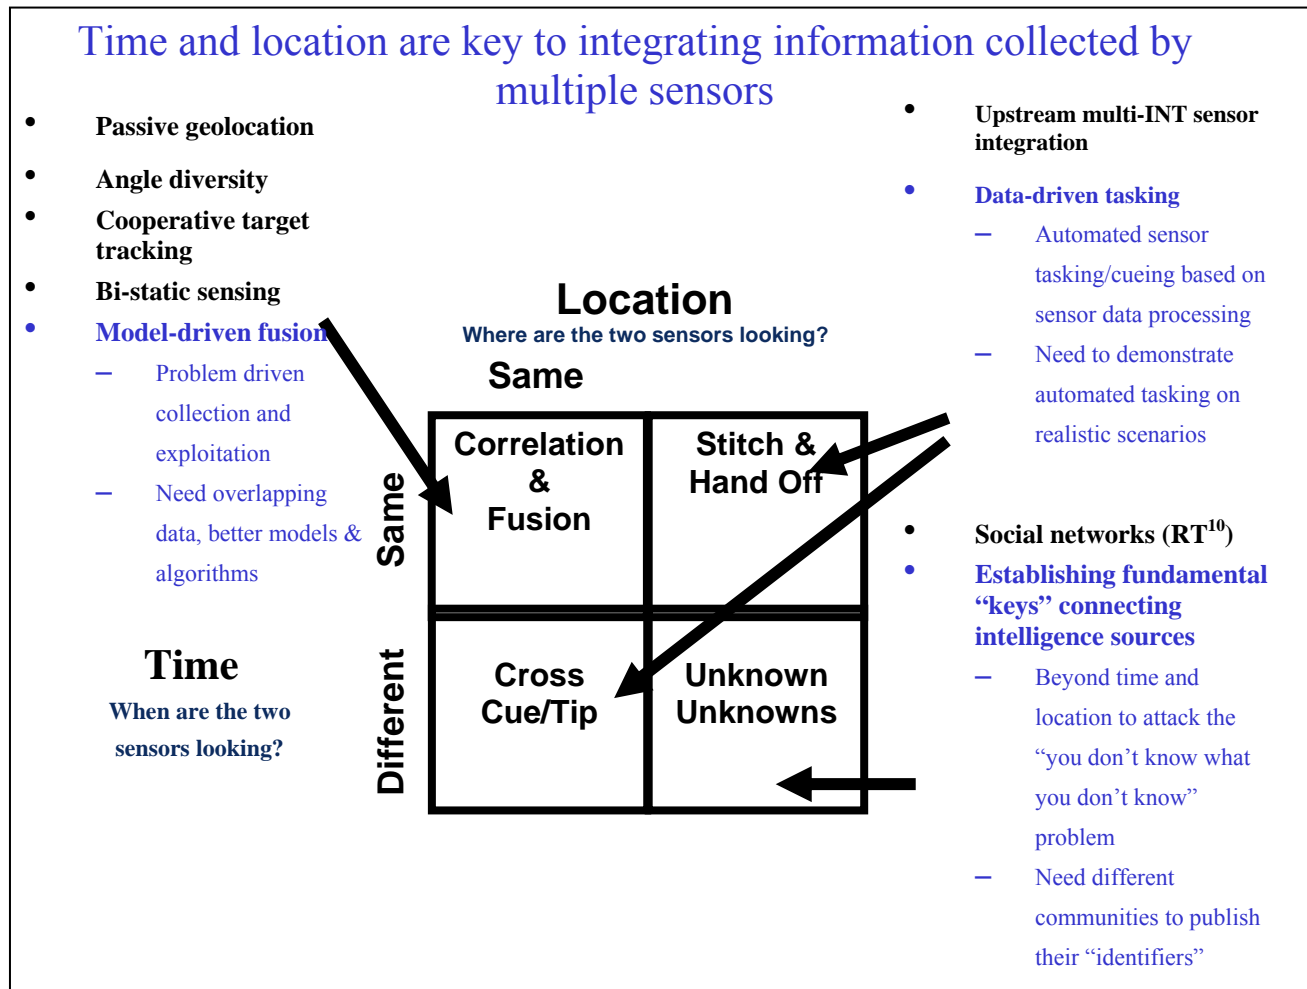 Time and location are key to integrating information collected by
multiple sensors
• Passive geolocation
• Angle diversity
• Cooperative target
tracking
• Bi-static sensing
• Model-driven fusion
– Problem driven
collection and
exploitation
– Need overlapping
data, better models &
algorithms
Time
When are the two
sensors looking?
Location
Where are the two sensors looking?
Same
Same
Different
Correlation
&
Fusion
Stitch &
Hand Off
Cross
Cue/Tip
Unknown
Unknowns
• Upstream multi-INT sensor
integration
• Data-driven tasking
– Automated sensor
tasking/cueing based on
sensor data processing
– Need to demonstrate
automated tasking on
realistic scenarios
• Social networks (RT¹⁰)
• Establishing fundamental
“keys” connecting
intelligence sources
– Beyond time and
location to attack the
“you don’t know what
you don’t know”
problem
– Need different
communities to publish
their “identifiers”